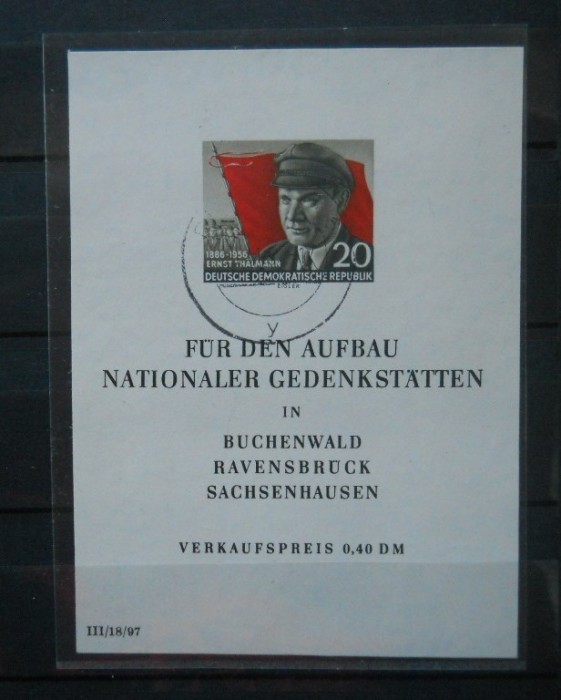 1886-1956
ERNST THÄLMANN
20
DEUTSCHE DEMOKRATISCHE REPUBLIK
y
FÜR DEN AUFBAU
NATIONALER GEDENKSTÄTTEN
IN
BUCHENWALD
RAVENSBRÜCK
SACHSENHAUSEN
VERKAUFSPREIS 0,40 DM
III/18/97